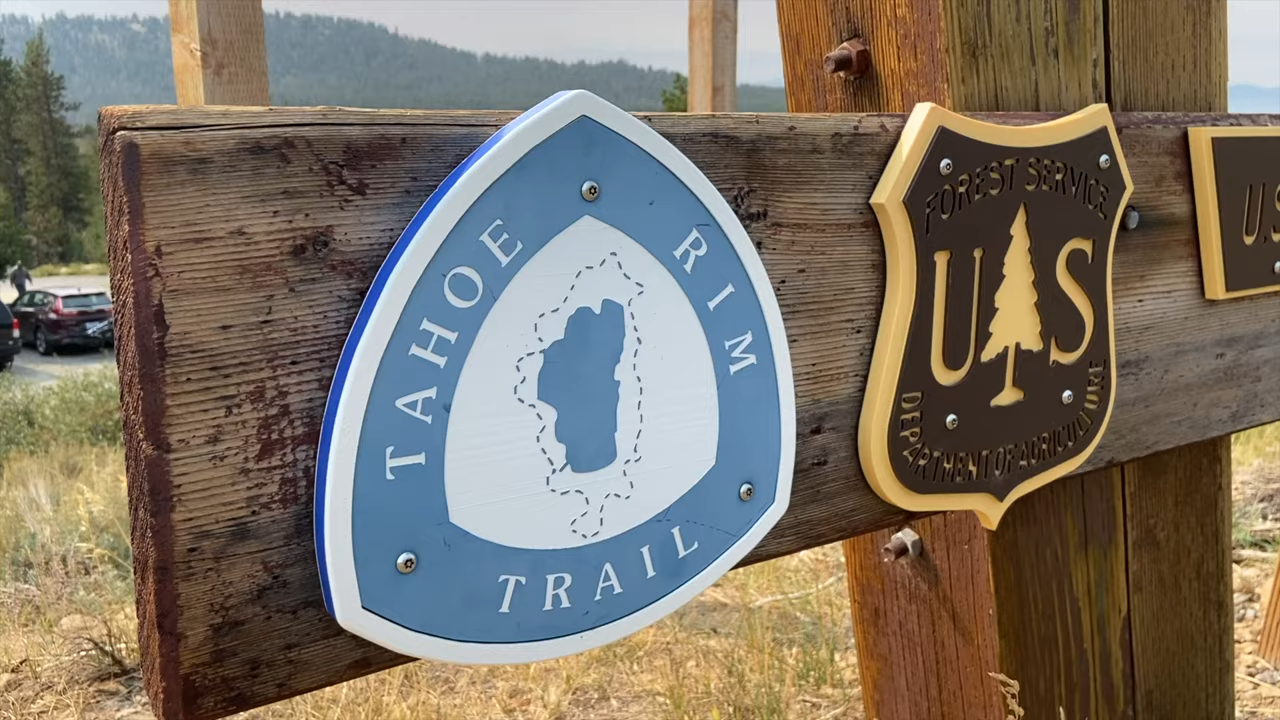 TAHOE RIM
TRAIL
FOREST SERVICE
U S
DEPARTMENT OF AGRICULTURE
U.S